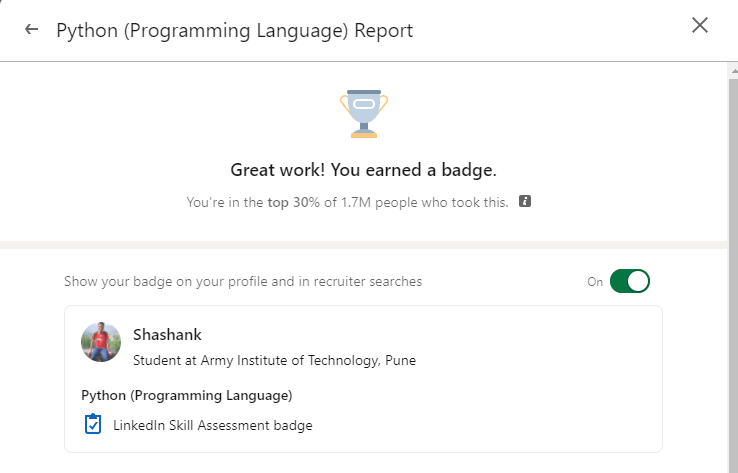 Python (Programming Language) Report
Great work! You earned a badge.
You're in the top 30% of 1.7M people who took this.
Show your badge on your profile and in recruiter searches
On
Shashank
Student at Army Institute of Technology, Pune
Python (Programming Language)
LinkedIn Skill Assessment badge